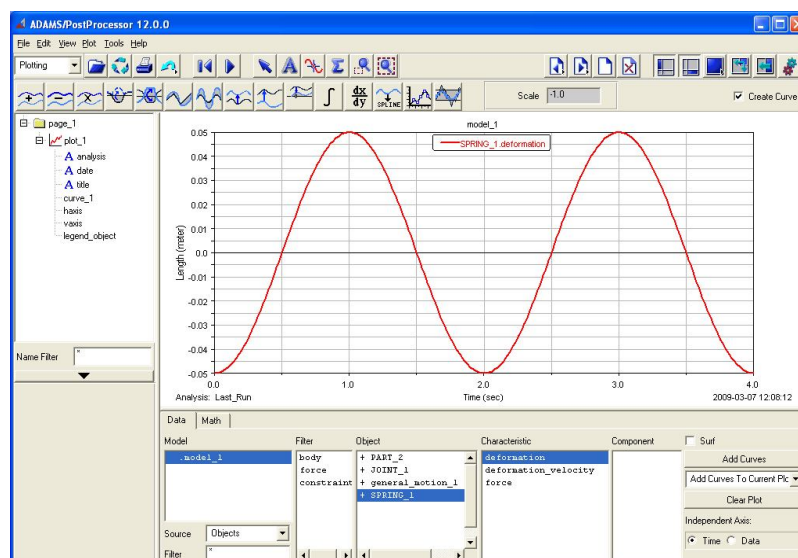 ADAMS/PostProcessor 12.0.0
File Edit View Plot Tools Help
Plotting
dx
dy
SPLINE
Scale -1.0
Create Curve
page_1
plot_1
A analysis
A date
A title
curve_1
haxis
vaxis
legend_object
Name Filter *
model_1
SPRING_1.deformation
0.05
0.04
0.03
0.02
0.01
0.0
-0.01
-0.02
-0.03
-0.04
-0.05
Length (meter)
0.0 1.0 2.0 3.0 4.0
Analysis: Last_Run Time (sec) 2009-03-07 12:08:12
Data Math
Model Filter Object Characteristic Component Surf
.model_1 body + PART_2 deformation Add Curves
force + JOINT_1 deformation_velocity
constraint + general_motion_1 force Add Curves To Current Plc
+ SPRING_1 Clear Plot
Independent Axis:
Source Objects
Filter * Time Data